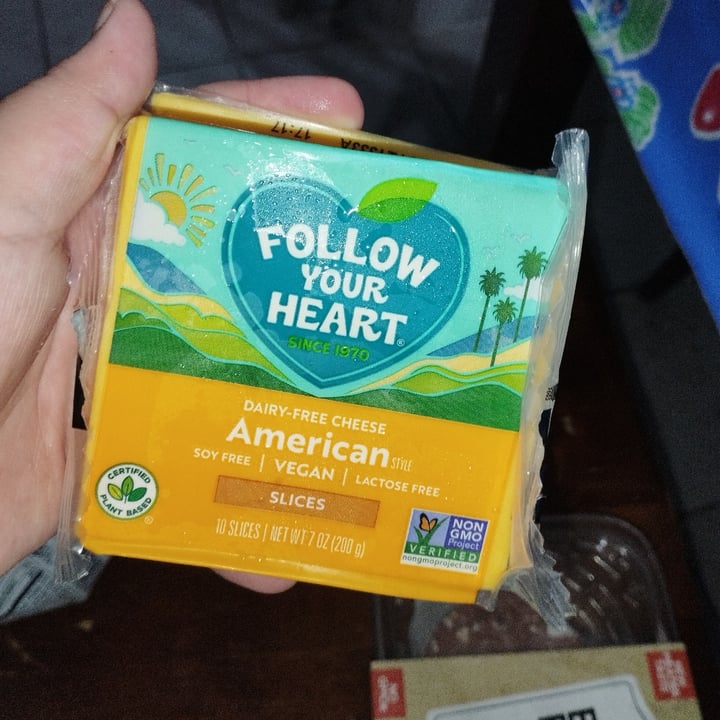 17:17
FOLLOW
YOUR
HEART®
SINCE 1970
DAIRY-FREE CHEESE
American STYLE
SOY FREE | VEGAN | LACTOSE FREE
SLICES
CERTIFIED
PLANT BASED
®
10 SLICES | NET WT 7 OZ (200 g)
NON
GMO
Project
VERIFIED
nongmoproject.org